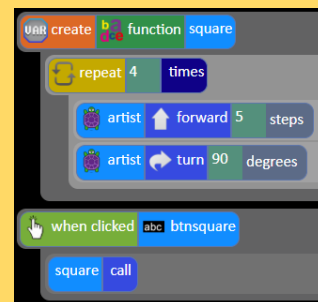 VAR create badce function square
repeat 4 times
artist forward 5 steps
artist turn 90 degrees
when clicked abc btnsquare
square call